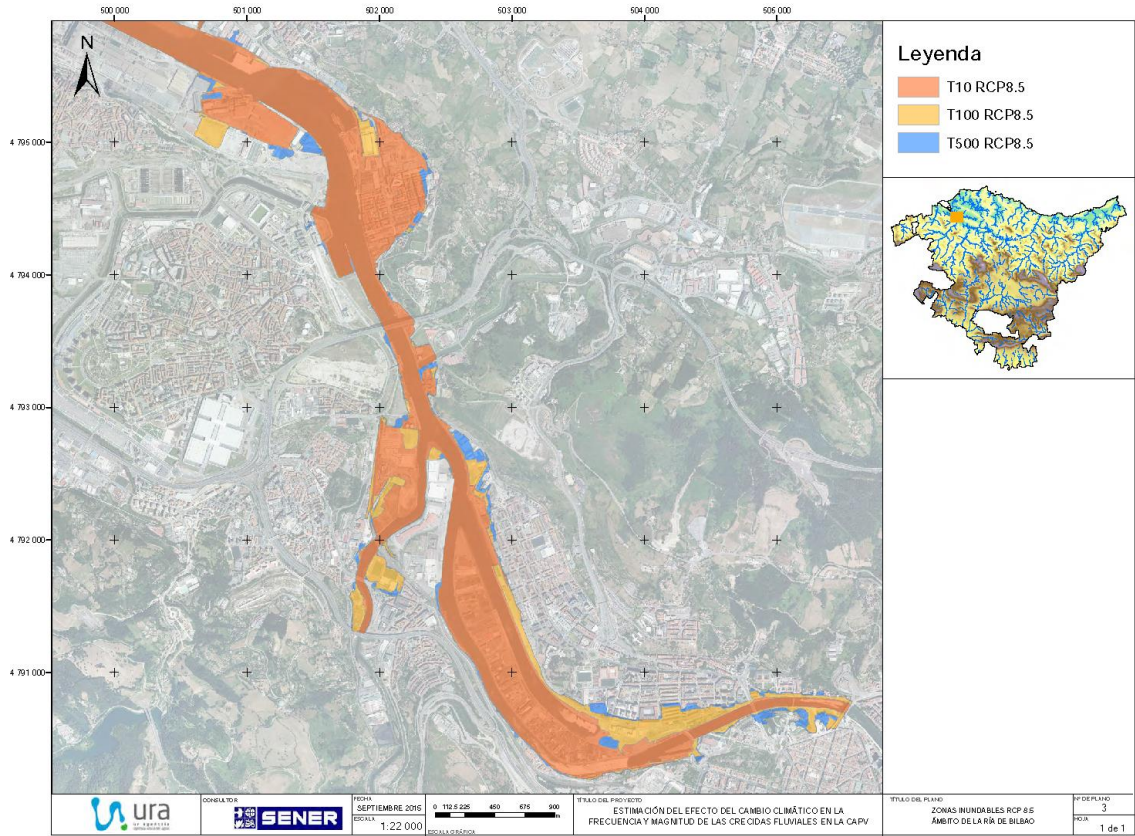 500 000
501 000
502 000
503 000
504 000
505 000
N
4 795 000
4 794 000
4 793 000
4 792 000
4 791 000
Leyenda
T10 RCP8.5
T100 RCP8.5
T500 RCP8.5
ura
ur agentzia
CONSULTOR
SENER
FECHA
SEPTIEMBRE 2016
ESCALA
1:22 000
0 112,5 225 450 675 900
m
ESCALA GRÁFICA
TÍTULO DEL PROYECTO
ESTIMACIÓN DEL EFECTO DEL CAMBIO CLIMÁTICO EN LA
FRECUENCIA Y MAGNITUD DE LAS CRECIDAS FLUVIALES EN LA CAPV
TÍTULO DEL PLANO
ZONAS INUNDABLES RCP 8.5
ÁMBITO DE LA RÍA DE BILBAO
Nº DE PLANO
3
HOJA
1 de 1